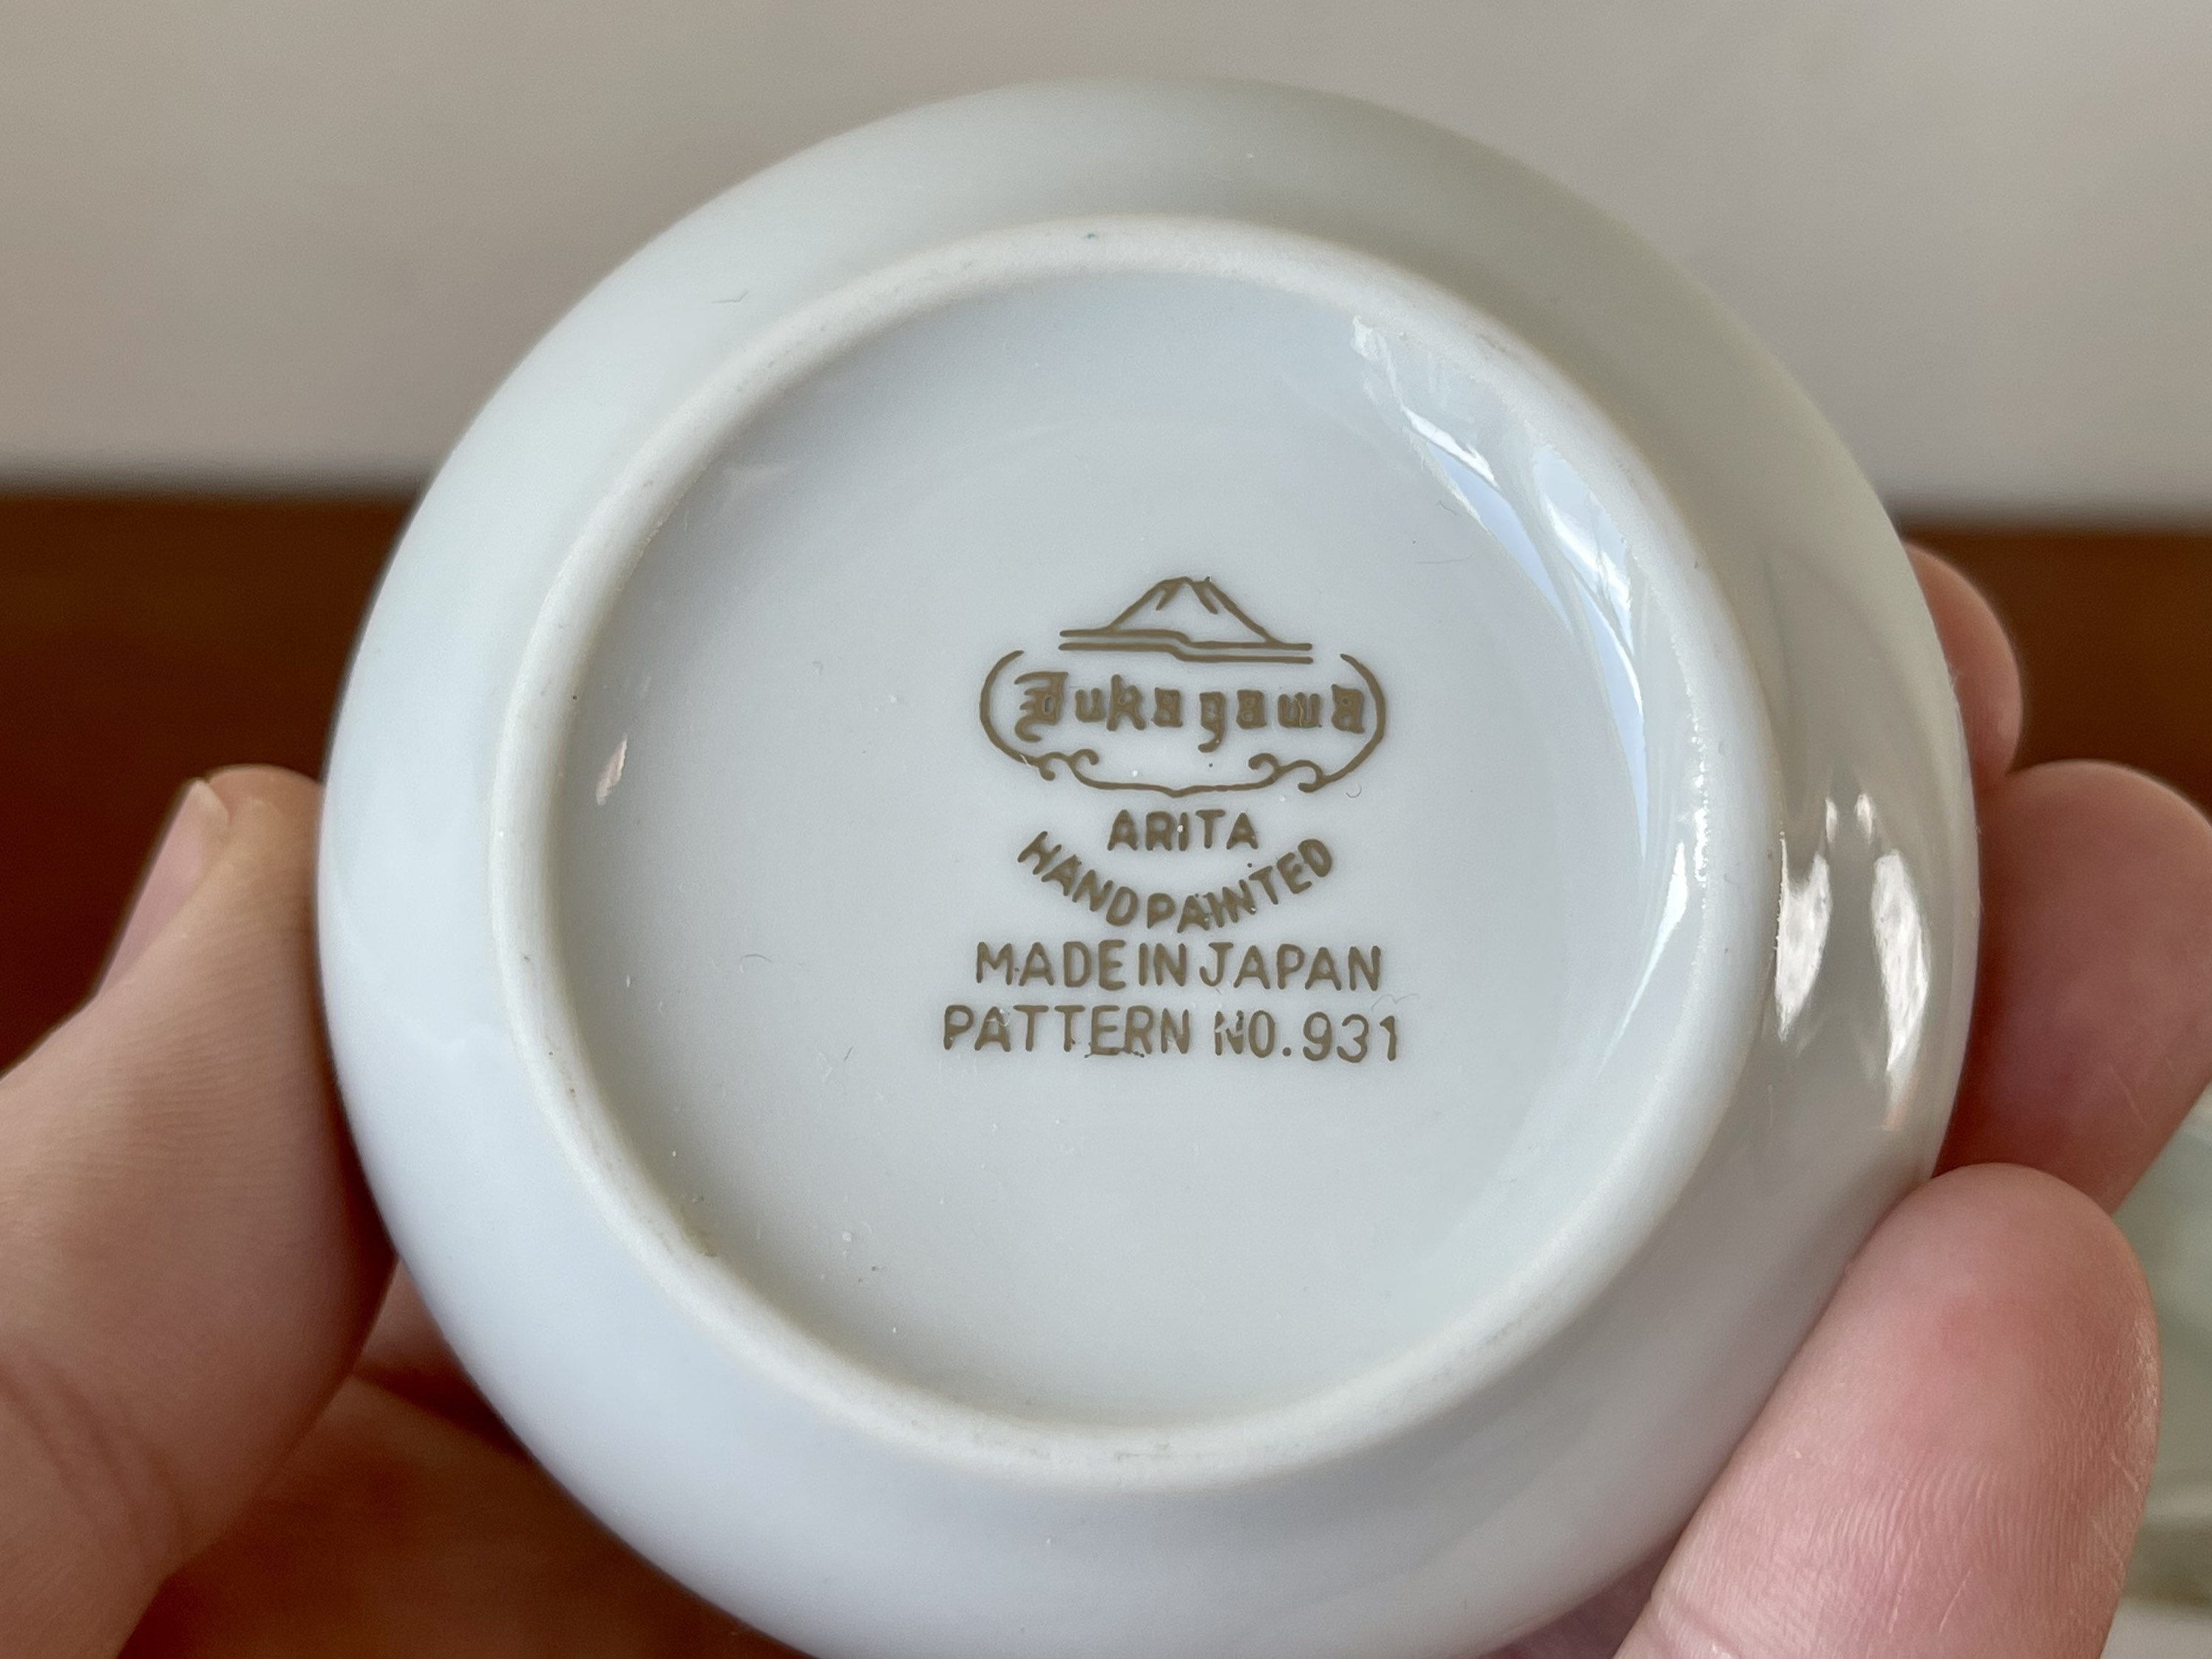 Fukagawa
ARITA
HANDPAINTED
MADE IN JAPAN
PATTERN NO.931